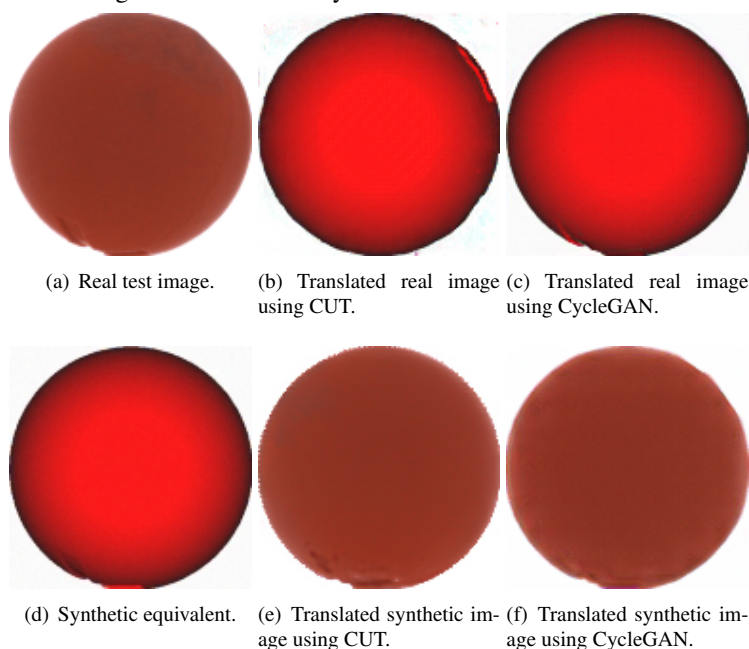 (a) Real test image.
(b) Translated real image
using CUT.
(c) Translated real image
using CycleGAN.
(d) Synthetic equivalent.
(e) Translated synthetic im-
age using CUT.
(f) Translated synthetic im-
age using CycleGAN.